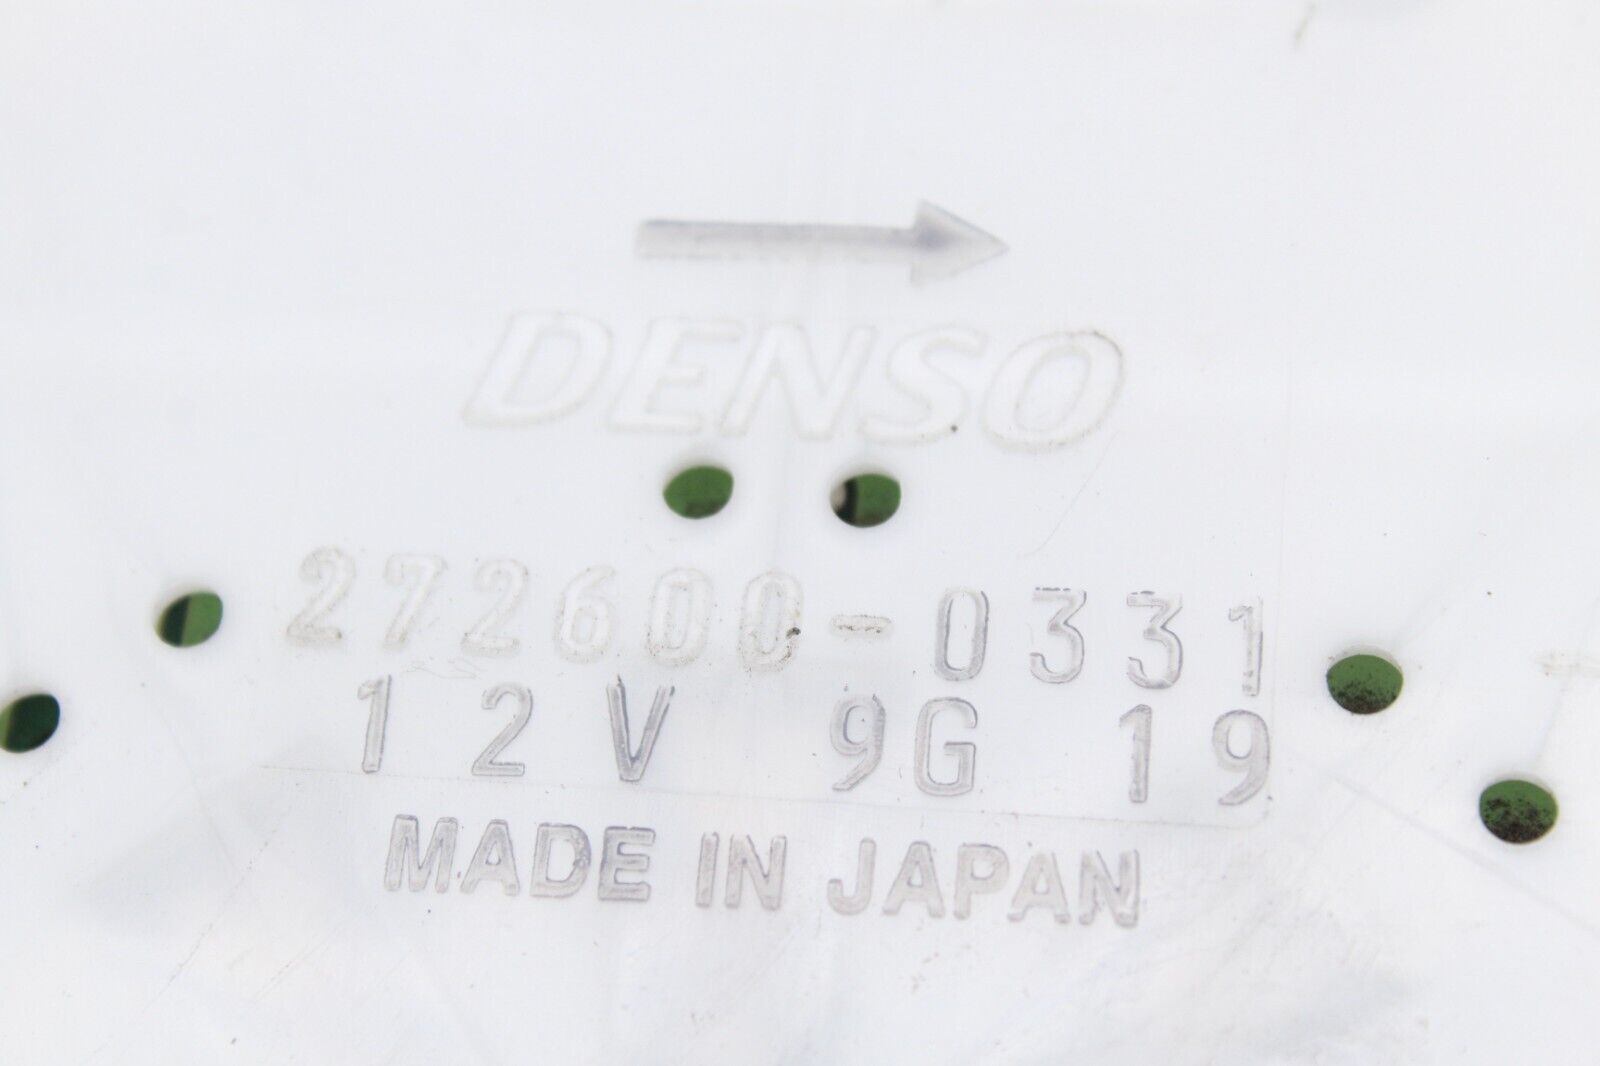 DENSO
272600-0331
12V 9G 19
MADE IN JAPAN